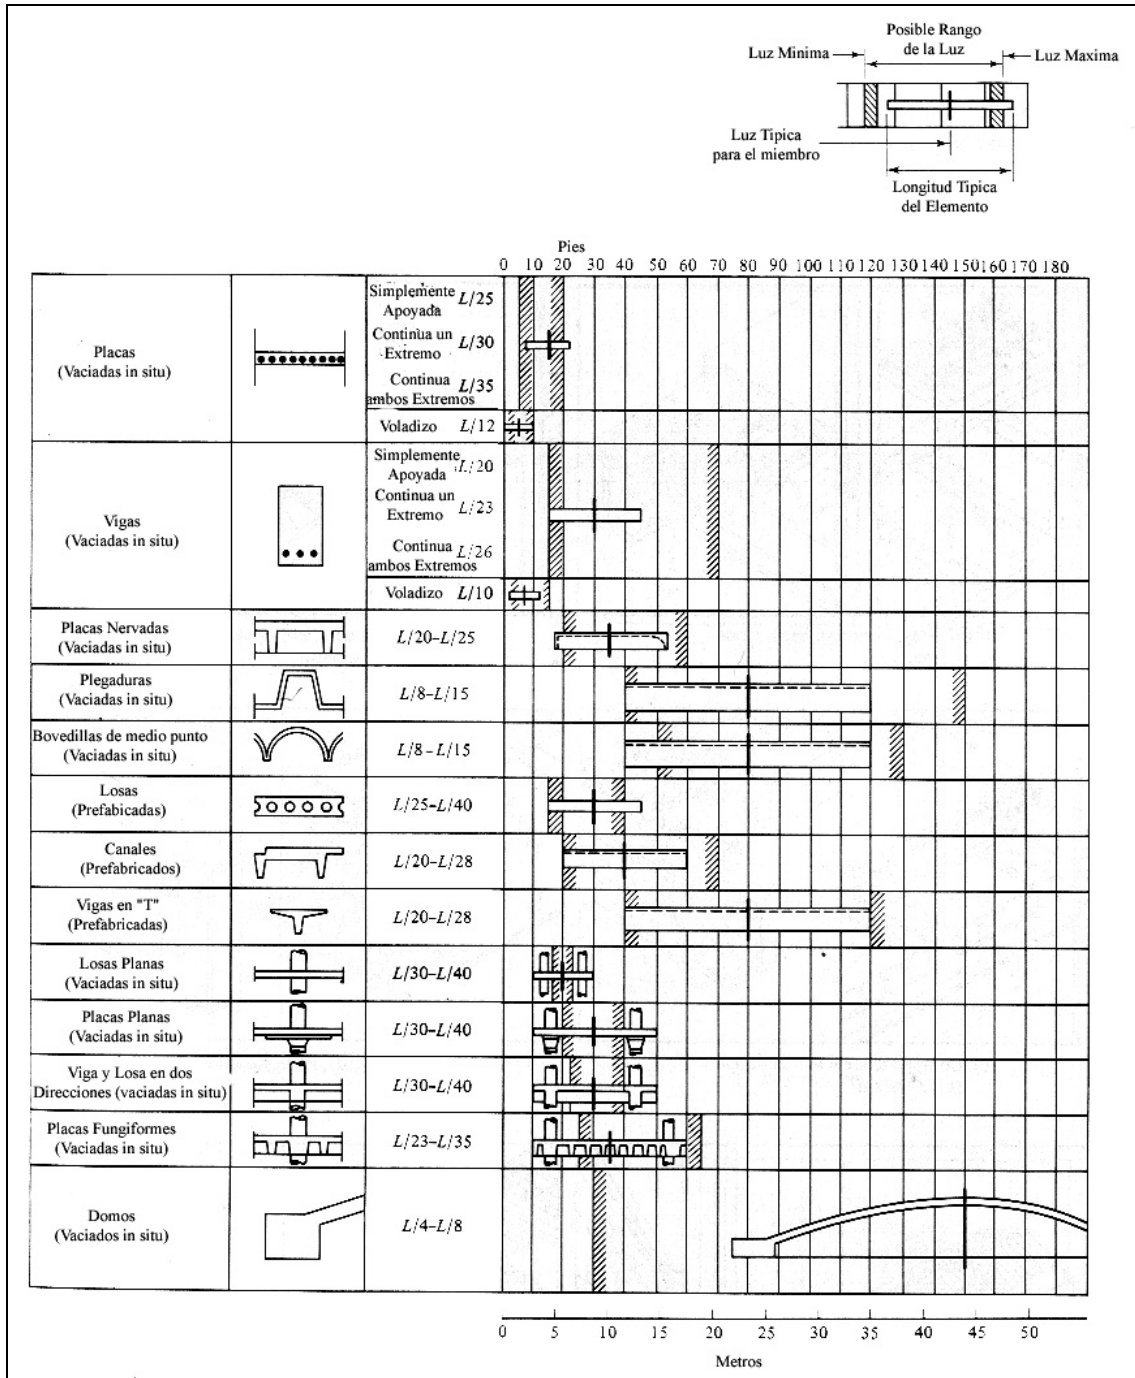 Posible Rango
de la Luz
Luz Minima
Luz Maxima
Luz Tipica
para el miembro
Longitud Tipica
del Elemento
Pies
0 10 20 30 40 50 60 70 80 90 100 110 120 130 140 150 160 170 180
Placas
(Vaciadas in situ)
Simplemente L/25
Apoyada
Continua un L/30
Extremo
Continua L/35
ambos Extremos
Voladizo L/12
Vigas
(Vaciadas in situ)
Simplemente L/20
Apoyada
Continua un
Extremo L/23
Continua L/26
ambos Extremos
Voladizo L/10
Placas Nervadas
(Vaciadas in situ)
L/20-L/25
Plegaduras
(Vaciadas in situ)
L/8-L/15
Bovedillas de medio punto
(Vaciadas in situ)
L/8-L/15
Losas
(Prefabricadas)
L/25-L/40
Canales
(Prefabricados)
L/20-L/28
Vigas en "T"
(Prefabricadas)
L/20-L/28
Losas Planas
(Vaciadas in situ)
L/30-L/40
Placas Planas
(Vaciadas in situ)
L/30-L/40
Viga y Losa en dos
Direcciones (vaciadas in situ)
L/30-L/40
Placas Fungiformes
(Vaciadas in situ)
L/23-L/35
Domos
(Vaciados in situ)
L/4-L/8
0 5 10 15 20 25 30 35 40 50
Metros